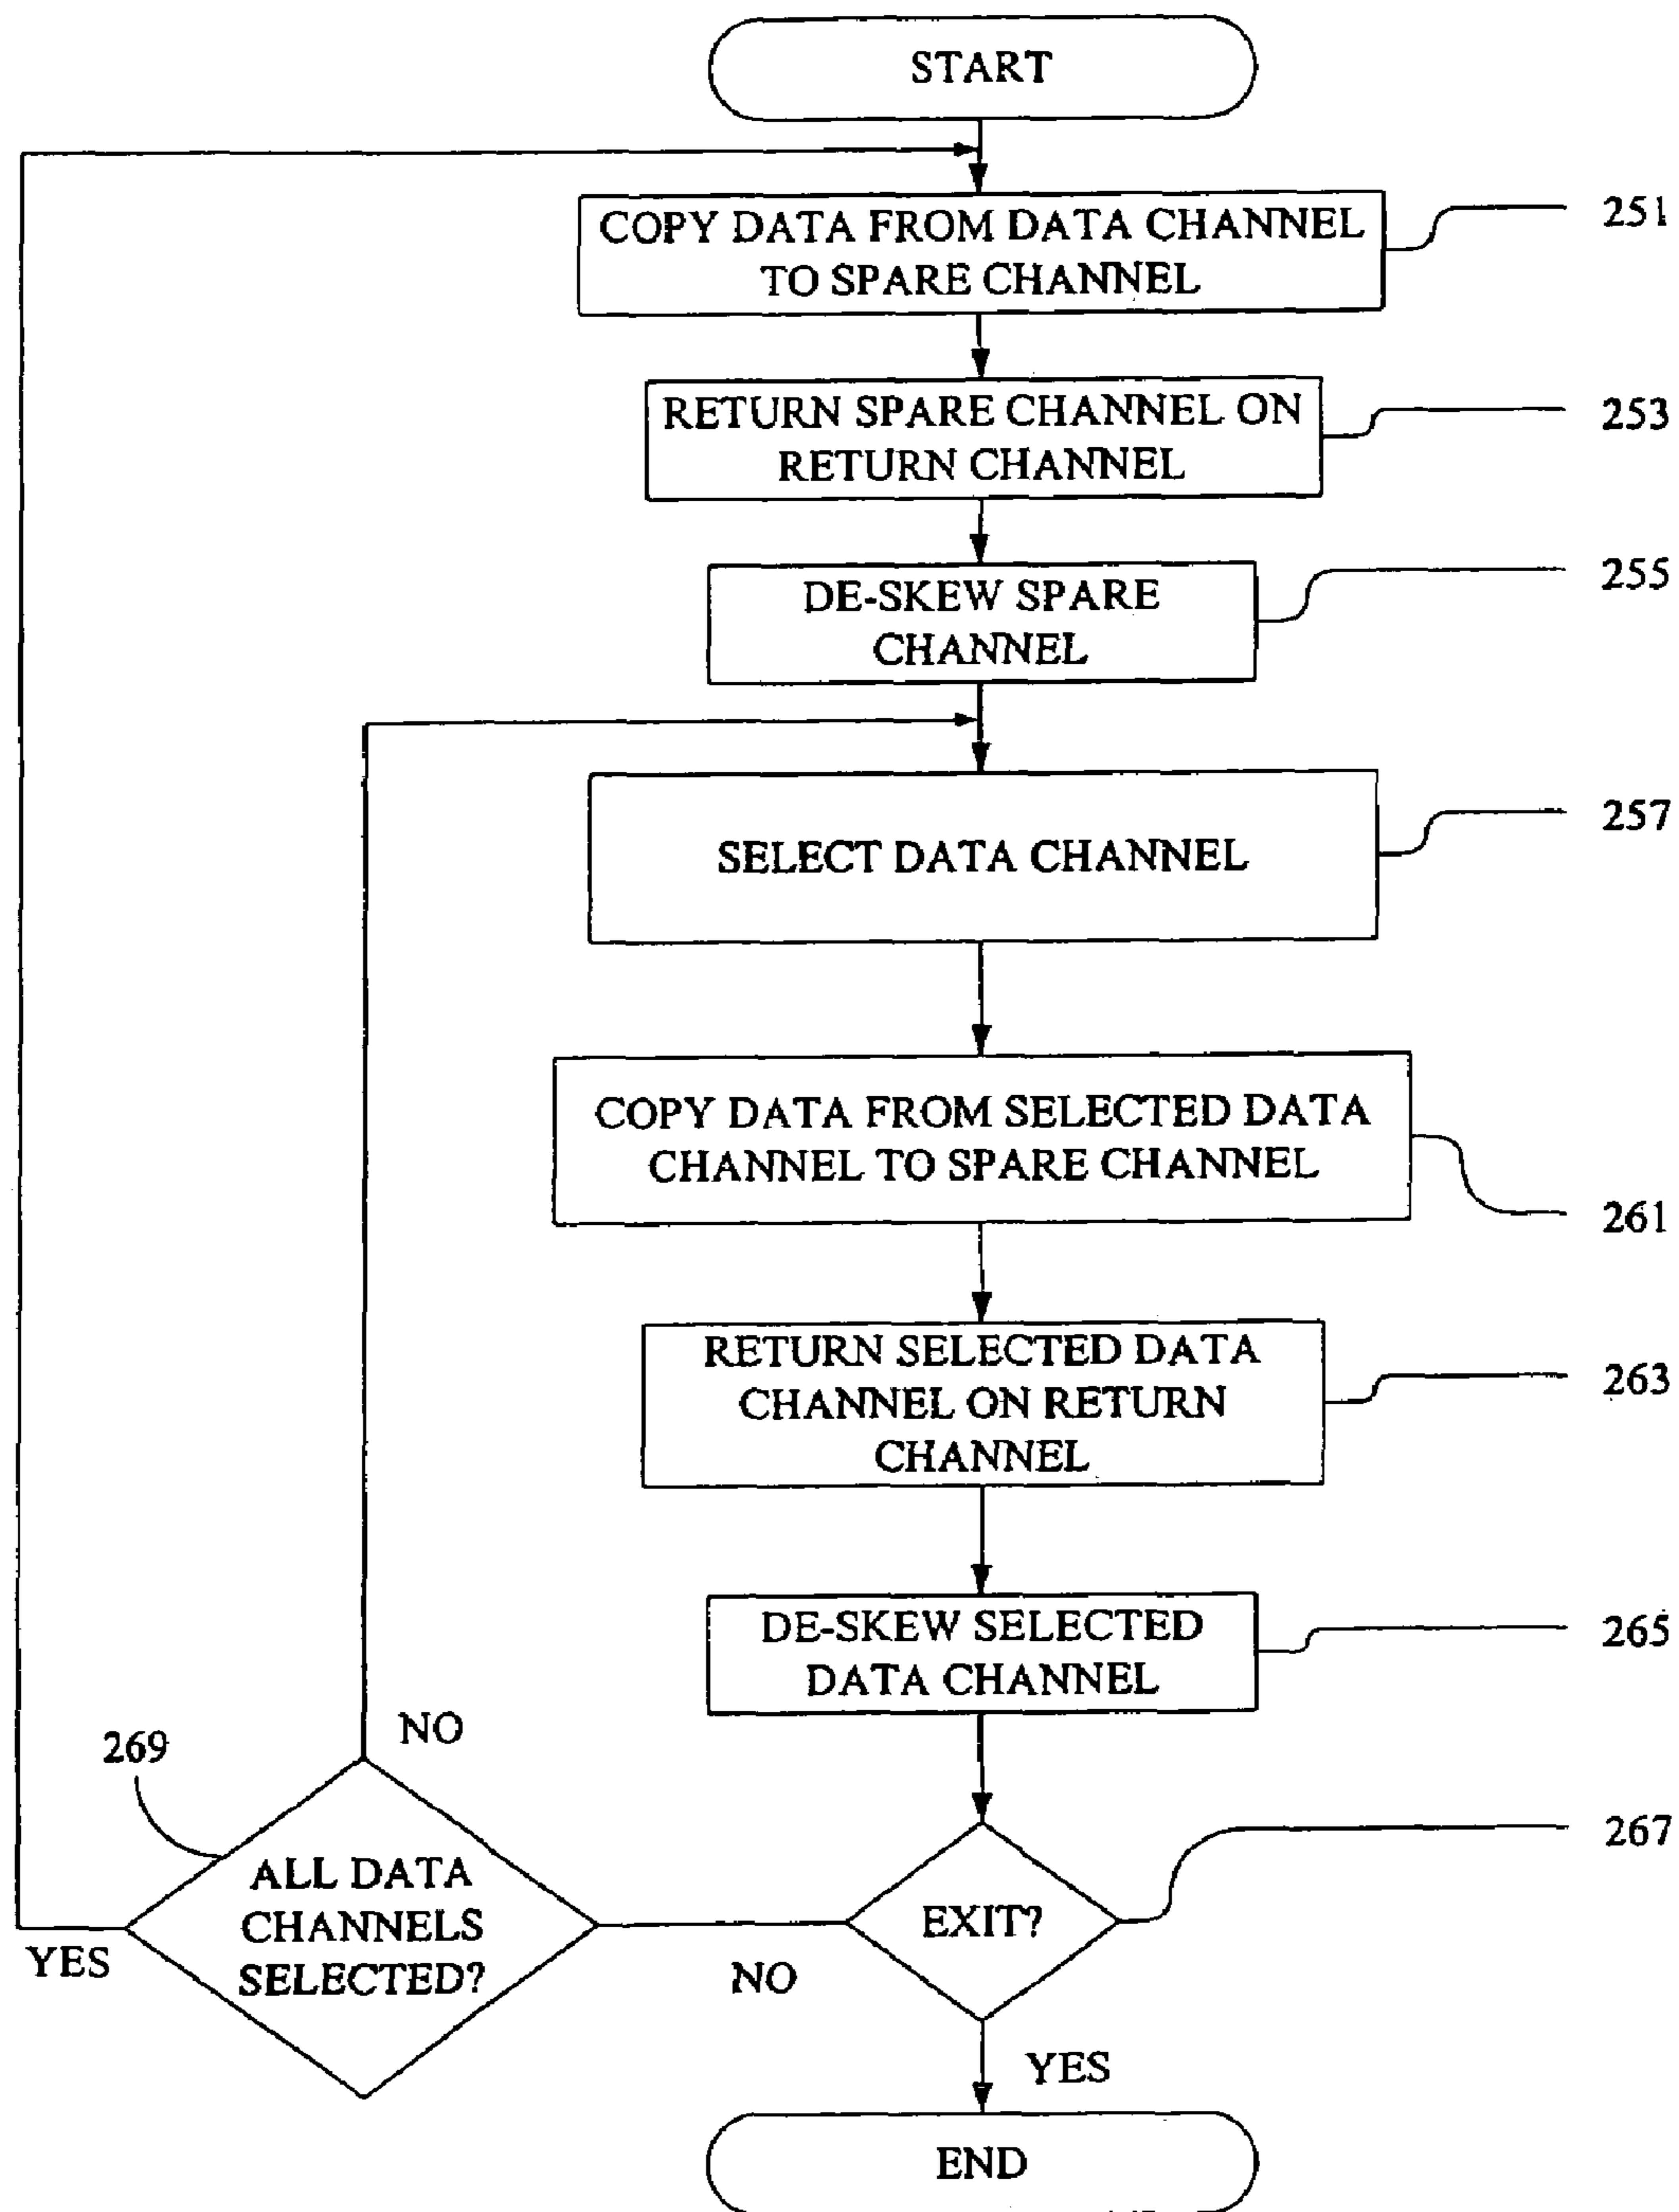 START
COPY DATA FROM DATA CHANNEL
TO SPARE CHANNEL
251
RETURN SPARE CHANNEL ON
RETURN CHANNEL
253
DE-SKEW SPARE
CHANNEL
255
SELECT DATA CHANNEL
257
COPY DATA FROM SELECTED DATA
CHANNEL TO SPARE CHANNEL
261
RETURN SELECTED DATA
CHANNEL ON RETURN
CHANNEL
263
DE-SKEW SELECTED
DATA CHANNEL
265
NO
269
ALL DATA
CHANNELS
SELECTED?
YES
NO
EXIT?
267
YES
END